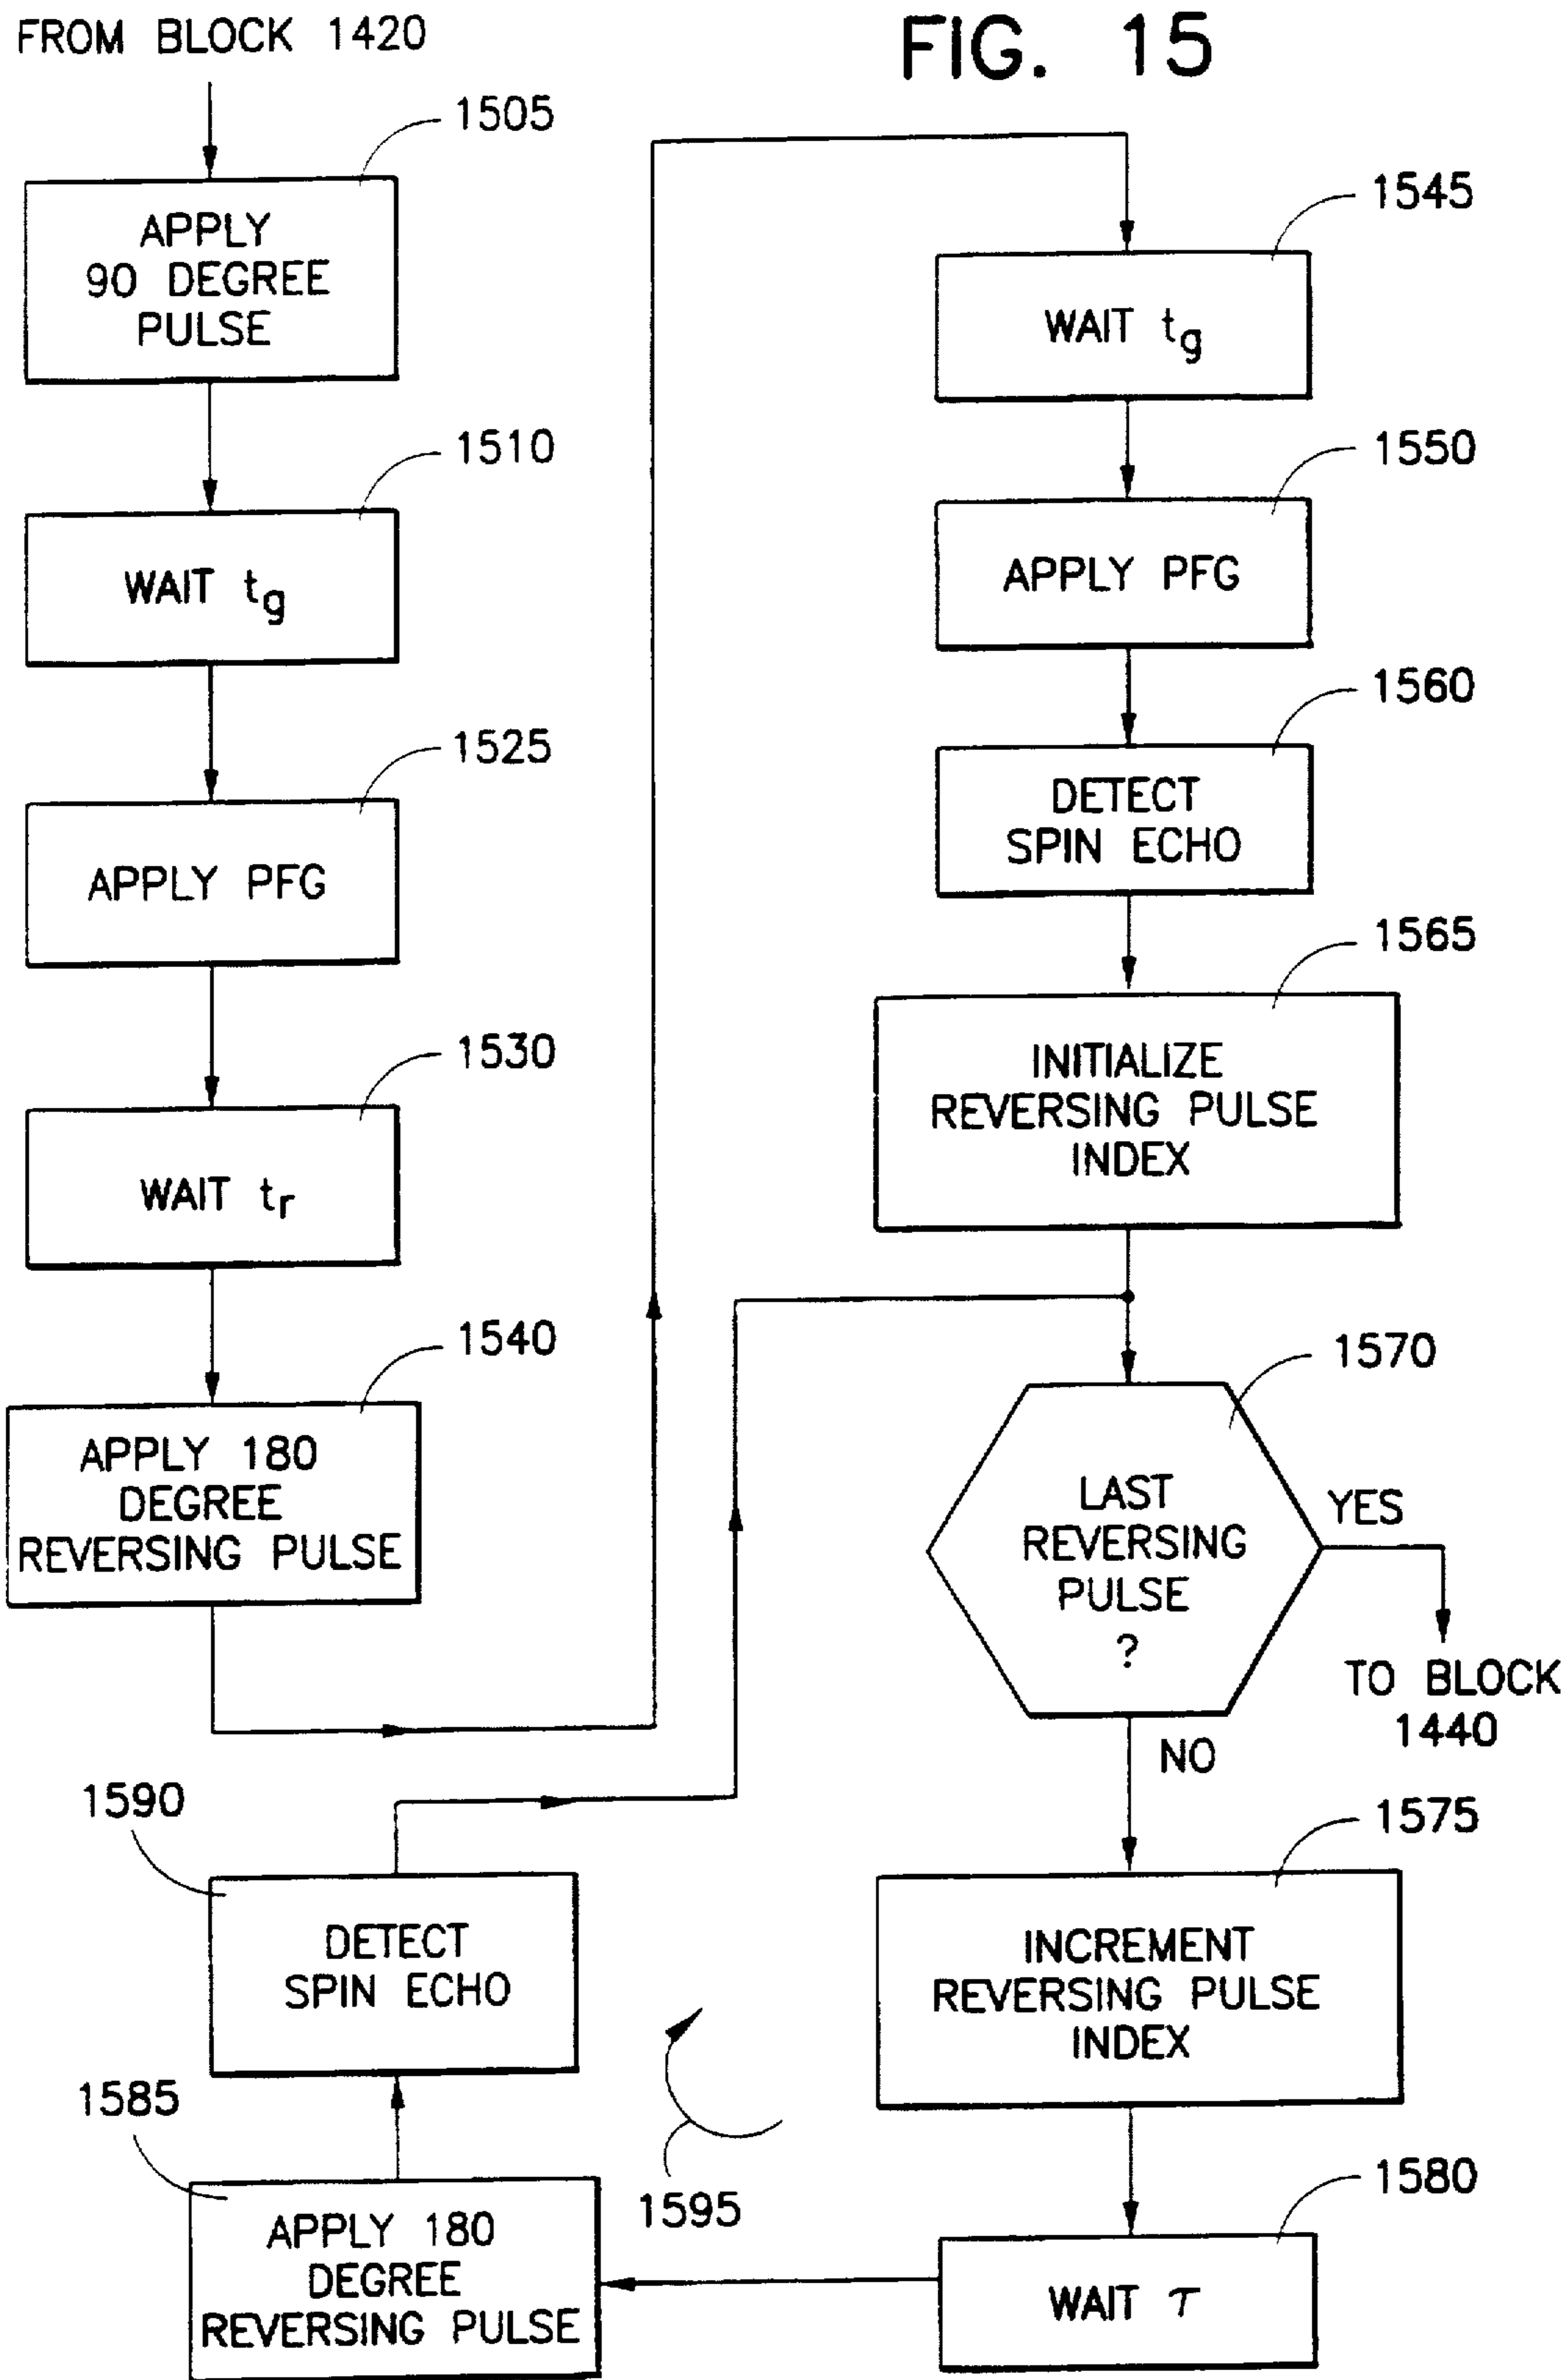 FROM BLOCK 1420
FIG. 15
1505
APPLY
90 DEGREE
PULSE
1510
WAIT tg
1525
APPLY PFG
1530
WAIT tr
1540
APPLY 180
DEGREE
REVERSING PULSE
1545
WAIT tg
1550
APPLY PFG
1560
DETECT
SPIN ECHO
1565
INITIALIZE
REVERSING PULSE
INDEX
1570
LAST
REVERSING
PULSE
?
YES
TO BLOCK
1440
NO
1575
INCREMENT
REVERSING PULSE
INDEX
1580
WAIT τ
1585
APPLY 180
DEGREE
REVERSING PULSE
1590
DETECT
SPIN ECHO
1595